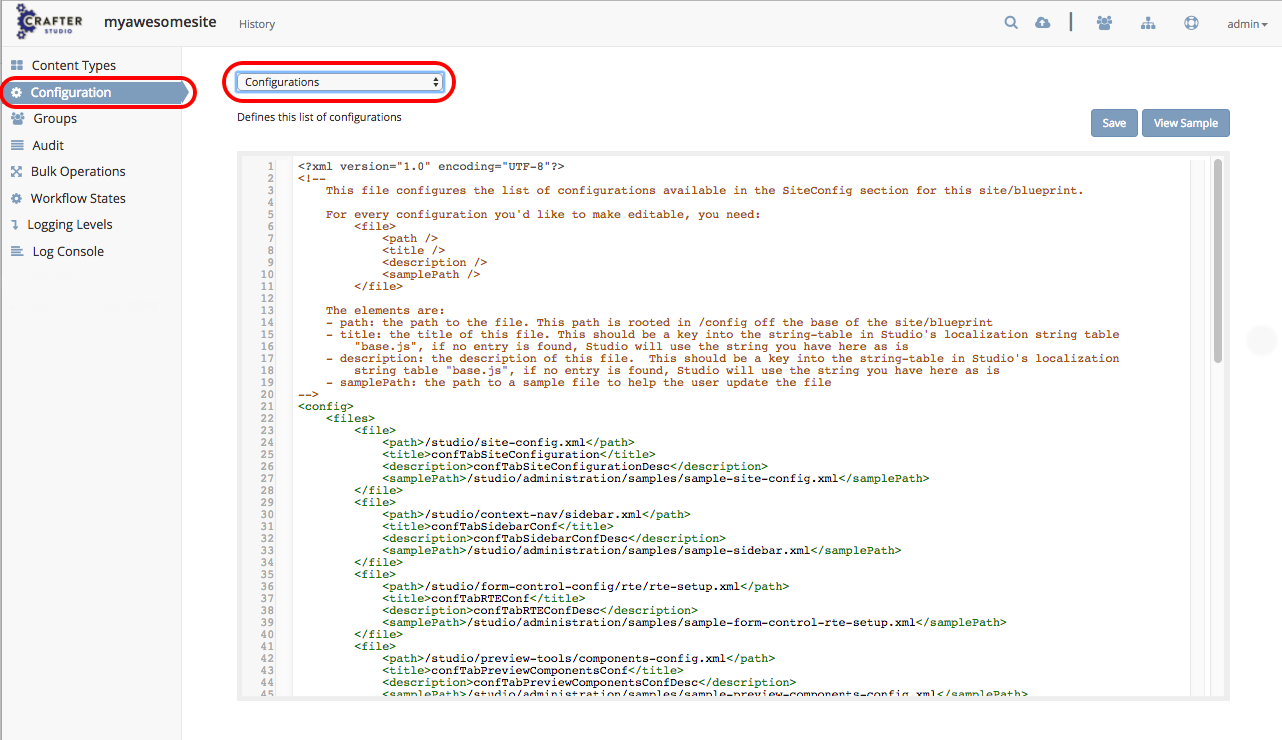 CRAFTER
STUDIO
myawesomesite
History
admin
Content Types
Configuration
Groups
Audit
Bulk Operations
Workflow States
Logging Levels
Log Console
Configurations
Defines this list of configurations
Save
View Sample
1 <?xml version="1.0" encoding="UTF-8"?>
2 <!--
3 This file configures the list of configurations available in the SiteConfig section for this site/blueprint.
4
5 For every configuration you'd like to make editable, you need:
6 <file>
7 <path />
8 <title />
9 <description />
10 <samplePath />
11 </file>
12
13 The elements are:
14 - path: the path to the file. This path is rooted in /config off the base of the site/blueprint
15 - title: the title of this file. This should be a key into the string-table in Studio's localization string table
16 "base.js", if no entry is found, Studio will use the string you have here as is
17 - description: the description of this file.  This should be a key into the string-table in Studio's localization
18 string table "base.js", if no entry is found, Studio will use the string you have here as is
19 - samplePath: the path to a sample file to help the user update the file
20 -->
21 <config>
22 <files>
23 <file>
24 <path>/studio/site-config.xml</path>
25 <title>confTabSiteConfiguration</title>
26 <description>confTabSiteConfigurationDesc</description>
27 <samplePath>/studio/administration/samples/sample-site-config.xml</samplePath>
28 </file>
29 <file>
30 <path>/studio/context-nav/sidebar.xml</path>
31 <title>confTabSidebarConf</title>
32 <description>confTabSidebarConfDesc</description>
33 <samplePath>/studio/administration/samples/sample-sidebar.xml</samplePath>
34 </file>
35 <file>
36 <path>/studio/form-control-config/rte/rte-setup.xml</path>
37 <title>confTabRTEConf</title>
38 <description>confTabRTEConfDesc</description>
39 <samplePath>/studio/administration/samples/sample-form-control-rte-setup.xml</samplePath>
40 </file>
41 <file>
42 <path>/studio/preview-tools/components-config.xml</path>
43 <title>confTabPreviewComponentsConf</title>
44 <description>confTabPreviewComponentsConfDesc</description>
45 <samplePath>/studio/administration/samples/sample-preview-components-config.xml</samplePath>